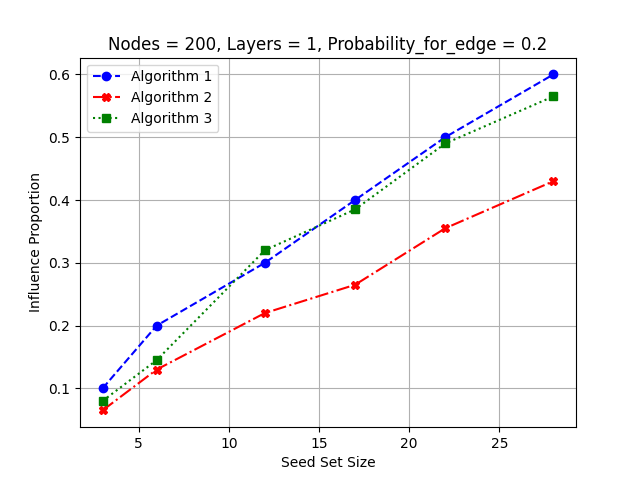 Nodes = 200, Layers = 1, Probability_for_edge = 0.2
Algorithm 1
Algorithm 2
Algorithm 3
0.6
0.5
0.4
0.3
0.2
0.1
Influence Proportion
5 10 15 20 25
Seed Set Size